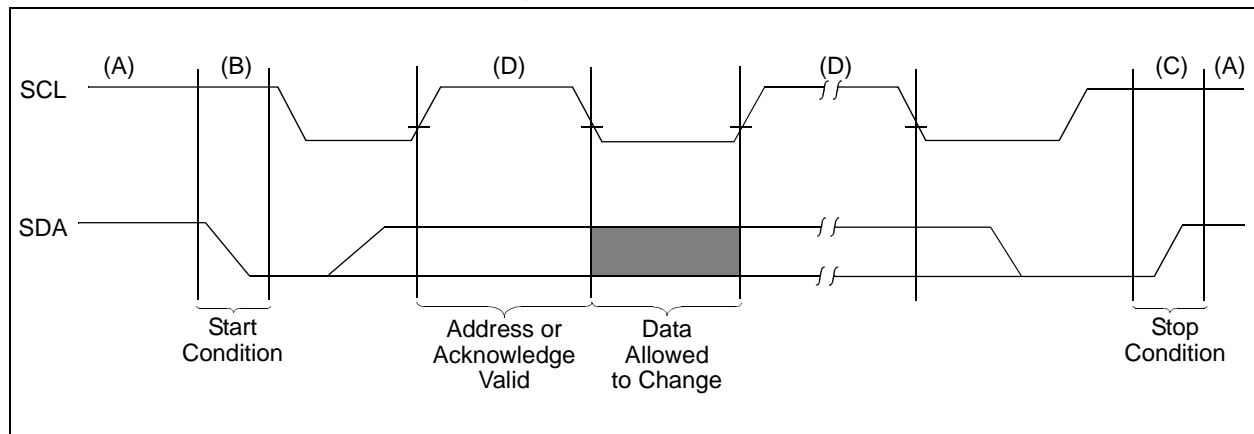 (A) (B) (D) (D) (C) (A)
SCL
SDA
Start
Condition
Address or
Acknowledge
Valid
Data
Allowed
to Change
Stop
Condition